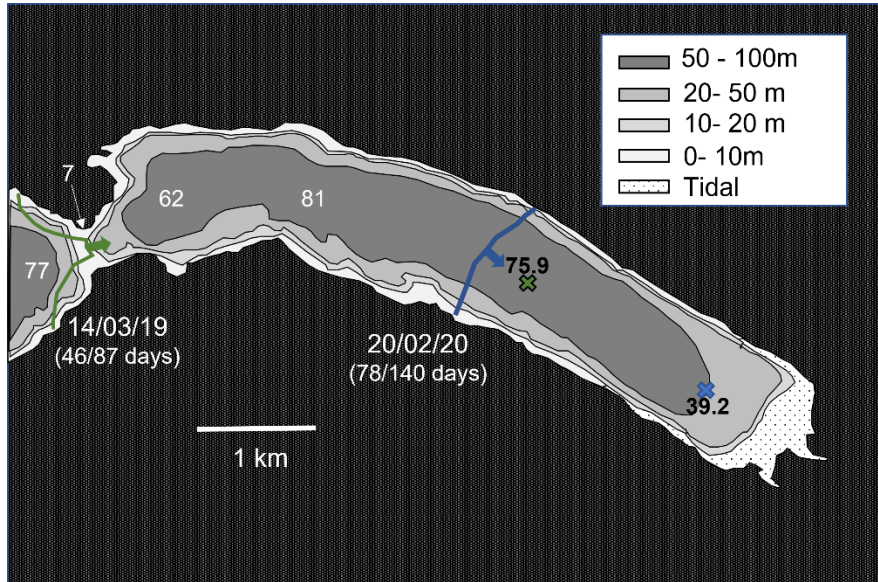 50 - 100m
20- 50 m
10- 20 m
0- 10m
Tidal
7
62
81
77
75.9
14/03/19
(46/87 days)
20/02/20
(78/140 days)
39.2
1 km